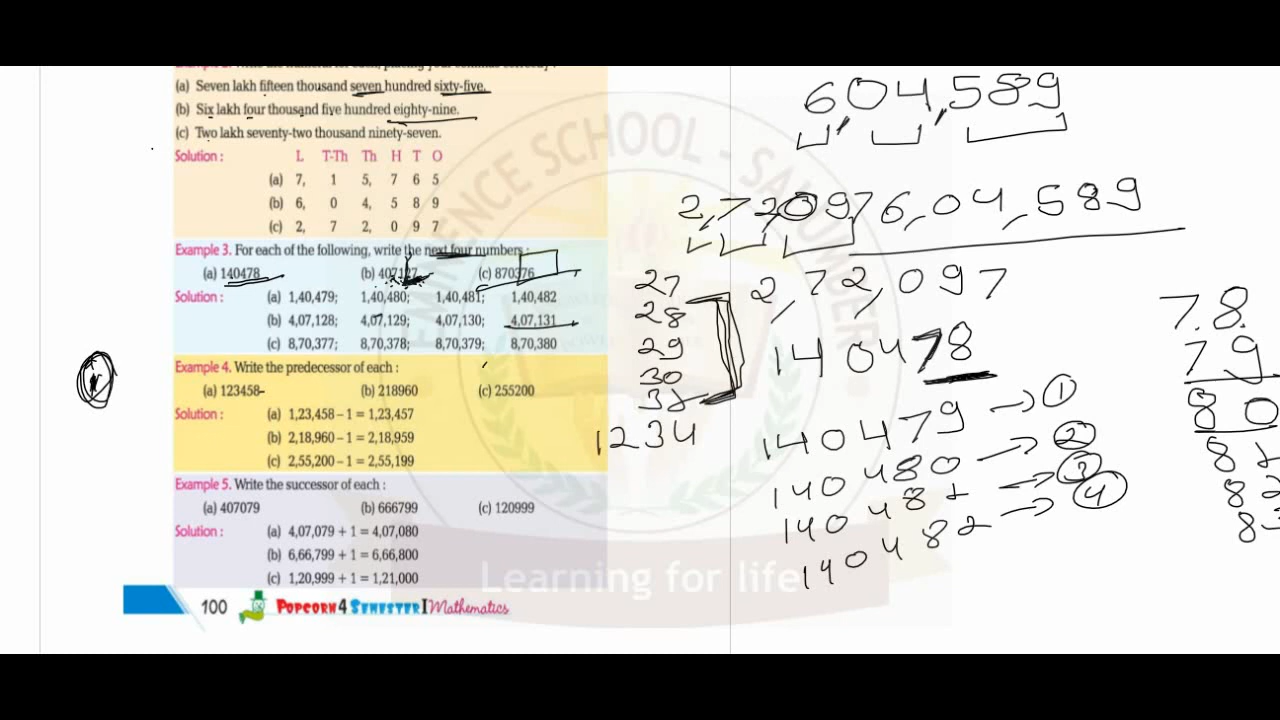 (a) Seven lakh fifteen thousand seven hundred sixty-five.
(b) Six lakh four thousand five hundred eighty-nine.
(c) Two lakh seventy-two thousand ninety-seven.
Solution : L T-Th Th H T O
(a) 7, 1 5, 7 6 5
(b) 6, 0 4, 5 8 9
(c) 2, 7 2, 0 9 7
Example 3. For each of the following, write the next four numbers :
(a) 140478 (b) 407127 (c) 870376
Solution : (a) 1,40,479; 1,40,480; 1,40,481; 1,40,482
(b) 4,07,128; 4,07,129; 4,07,130; 4,07,131
(c) 8,70,377; 8,70,378; 8,70,379; 8,70,380
Example 4. Write the predecessor of each :
(a) 123458 (b) 218960 (c) 255200
Solution : (a) 1,23,458 – 1 = 1,23,457
(b) 2,18,960 – 1 = 2,18,959
(c) 2,55,200 – 1 = 2,55,199
Example 5. Write the successor of each :
(a) 407079 (b) 666799 (c) 120999
Solution : (a) 4,07,079 + 1 = 4,07,080
(b) 6,66,799 + 1 = 6,66,800
(c) 1,20,999 + 1 = 1,21,000
100 POPCORN 4 SEMESTER I Mathematics
EMINENCE SCHOOL - SALUMBER
Learning for life
6,04,589
2,72,097
6,04,589
27
28
29
30
31
1234
2,72,097
140478
140479 → 1
140480 → 2
140481 → 3
140482 → 4
78
79
80
81
82